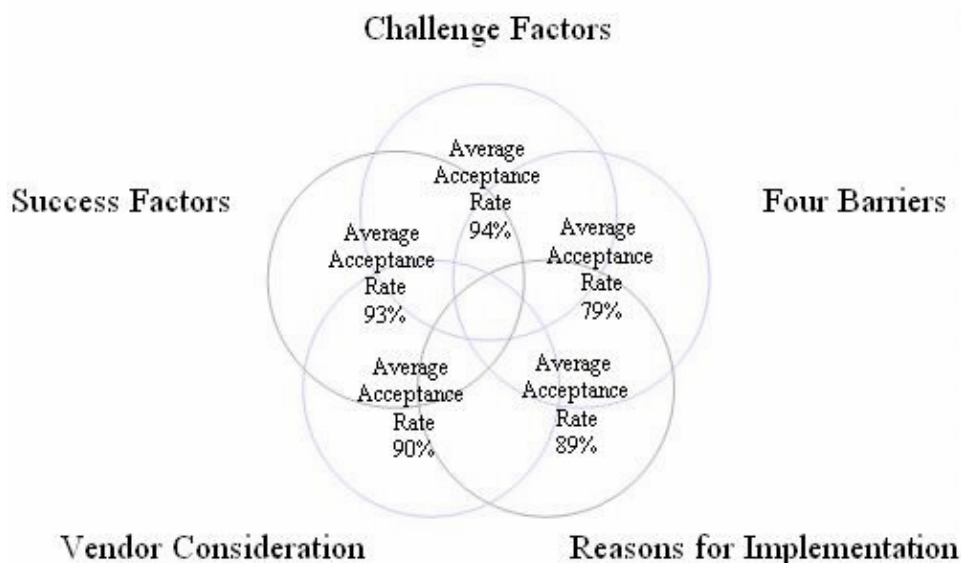 Challenge Factors
Average
Acceptance
Rate
94%
Success Factors
Four Barriers
Average
Acceptance
Rate
93%
Average
Acceptance
Rate
79%
Average
Acceptance
Rate
90%
Average
Acceptance
Rate
89%
Vendor Consideration
Reasons for Implementation